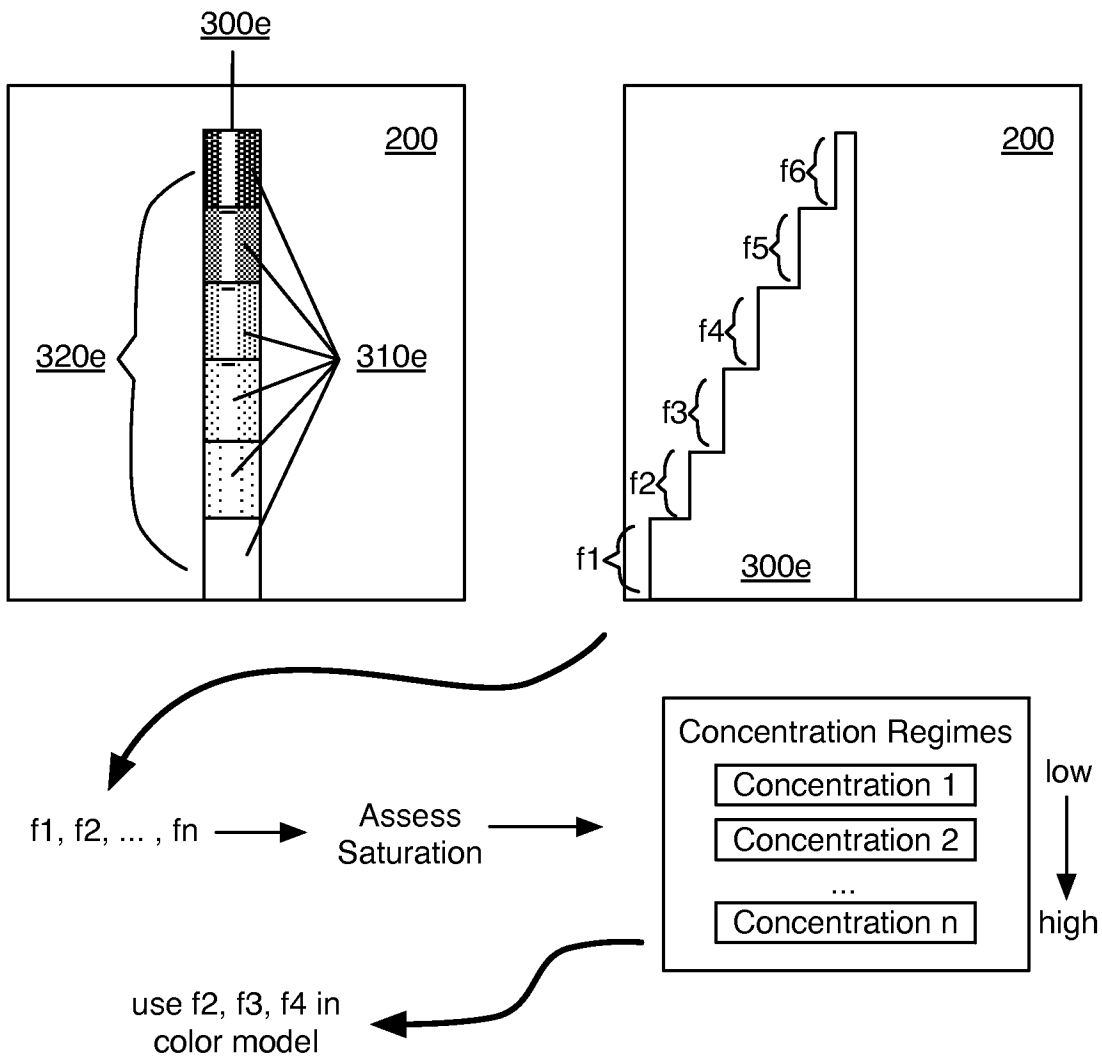 300e
200
320e
310e
200
f6
f5
f4
f3
f2
f1
300e
f1, f2, ... , fn
Assess
Saturation
Concentration Regimes
Concentration 1
Concentration 2
...
Concentration n
low
high
use f2, f3, f4 in
color model